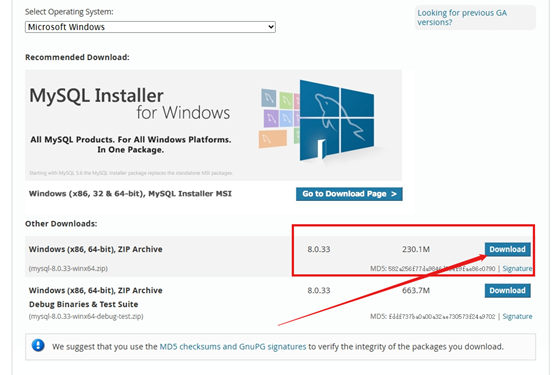 Select Operating System:
Looking for previous GA
versions?
Microsoft Windows
Recommended Download:
MySQL Installer
for Windows
All MySQL Products. For All Windows Platforms.
In One Package.
Starting with MySQL 5.6 the MySQL Installer package replaces the standalone MSI packages.
Windows (x86, 32 & 64-bit), MySQL Installer MSI
Go to Download Page >
Other Downloads:
Windows (x86, 64-bit), ZIP Archive 8.0.33 230.1M Download
(mysql-8.0.33-winx64.zip) MD5: | Signature
Windows (x86, 64-bit), ZIP Archive 8.0.33 663.7M Download
Debug Binaries & Test Suite
(mysql-8.0.33-winx64-debug-test.zip) MD5: | Signature
We suggest that you use the MD5 checksums and GnuPG signatures to verify the integrity of the packages you download.